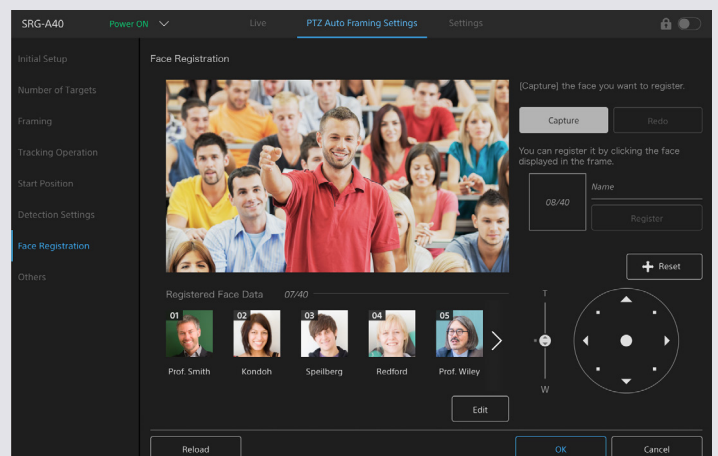 SRG-A40
Power ON
Live
PTZ Auto Framing Settings
Settings
Initial Setup
Number of Targets
Framing
Tracking Operation
Start Position
Detection Settings
Face Registration
Others
Face Registration
[Capture] the face you want to register.
Capture
Redo
You can register it by clicking the face
displayed in the frame.
08/40
Name
Register
Reset
Registered Face Data 07/40
01
02
03
04
05
Prof. Smith
Kondoh
Speilberg
Redford
Prof. Wiley
Edit
T
W
Reload
OK
Cancel